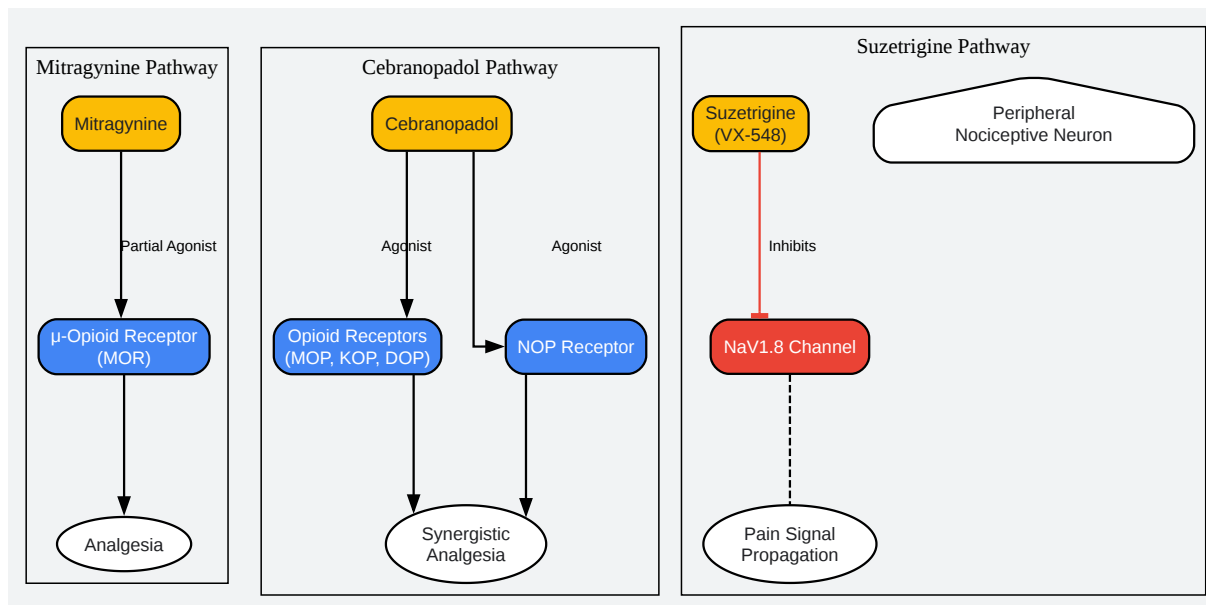 Mitragynine Pathway
Mitragynine
Partial Agonist
μ-Opioid Receptor
(MOR)
Analgesia
Cebranopadol Pathway
Cebranopadol
Agonist
Agonist
Opioid Receptors
(MOP, KOP, DOP)
NOP Receptor
Synergistic
Analgesia
Suzetrigine Pathway
Suzetrigine
(VX-548)
Peripheral
Nociceptive Neuron
Inhibits
NaV1.8 Channel
Pain Signal
Propagation